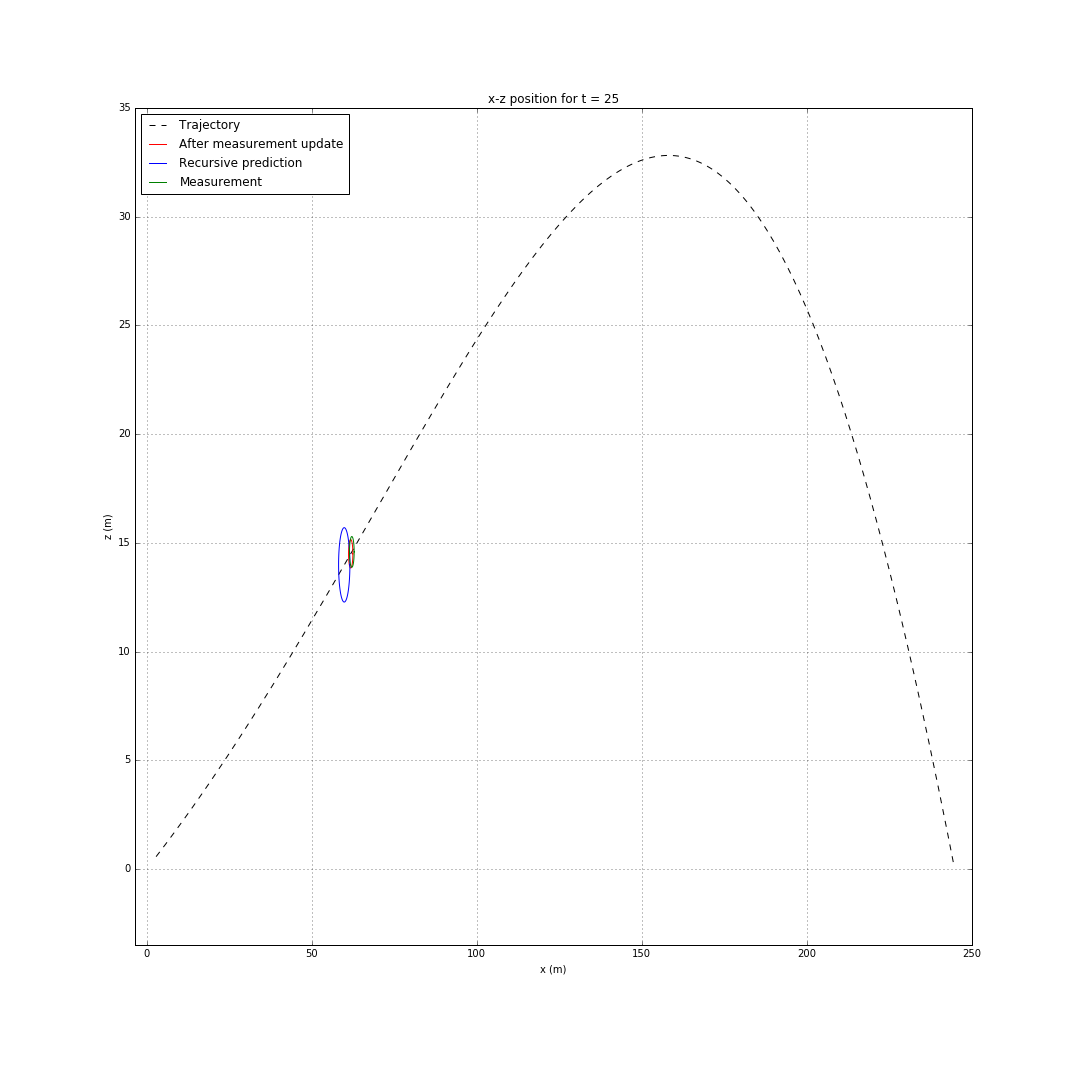 x-z position for t = 25
Trajectory
After measurement update
Recursive prediction
Measurement
35
30
25
20
15
10
5
0
z (m)
0 50 100 150 200 250
x (m)